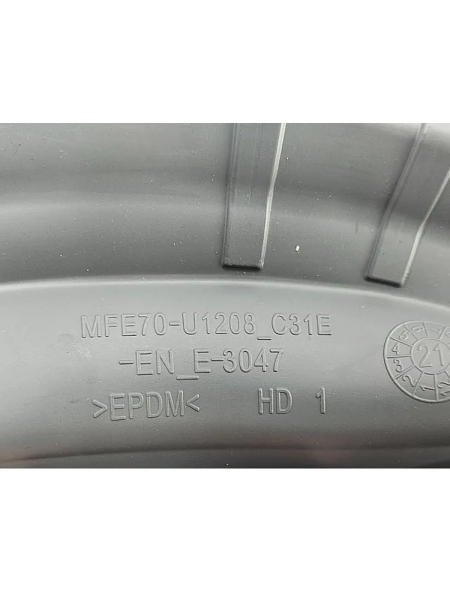 MFE70-U1208_C31E
-EN_E-3047
>EPDM< HD 1
21